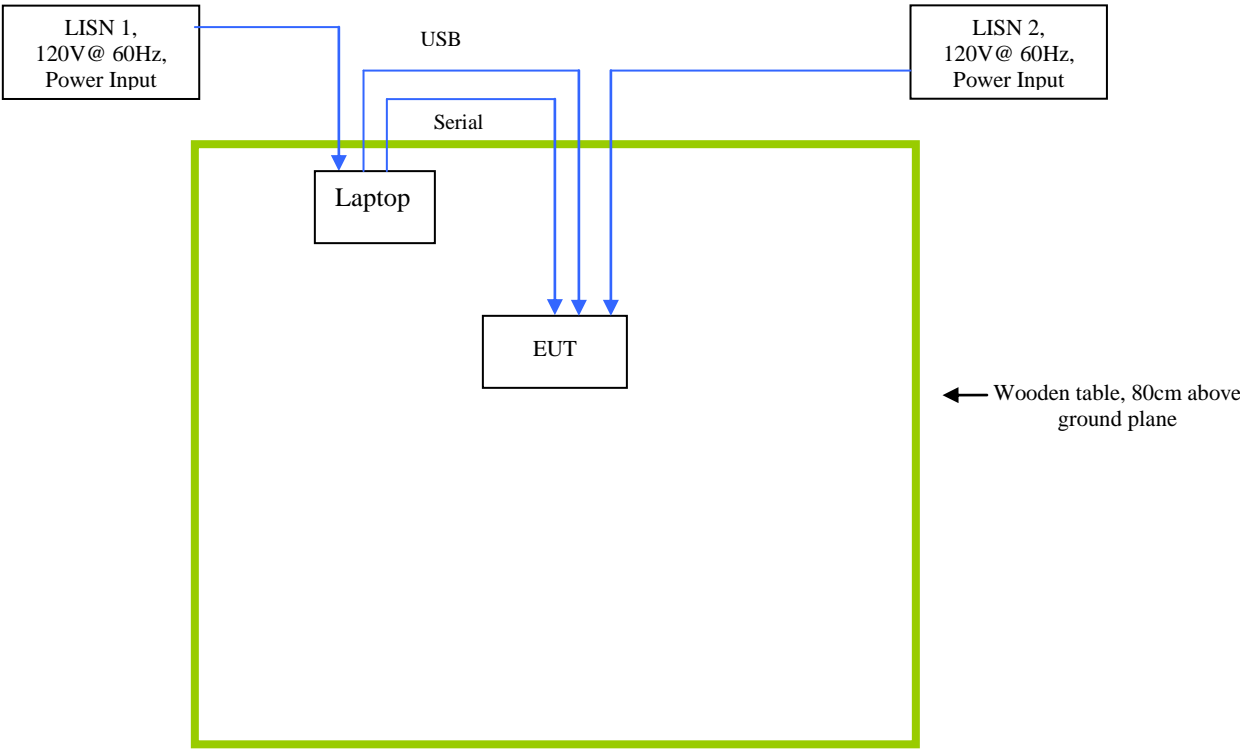 LISN 1,
120V@ 60Hz,
Power Input
USB
LISN 2,
120V@ 60Hz,
Power Input
Serial
Laptop
EUT
Wooden table, 80cm above
ground plane